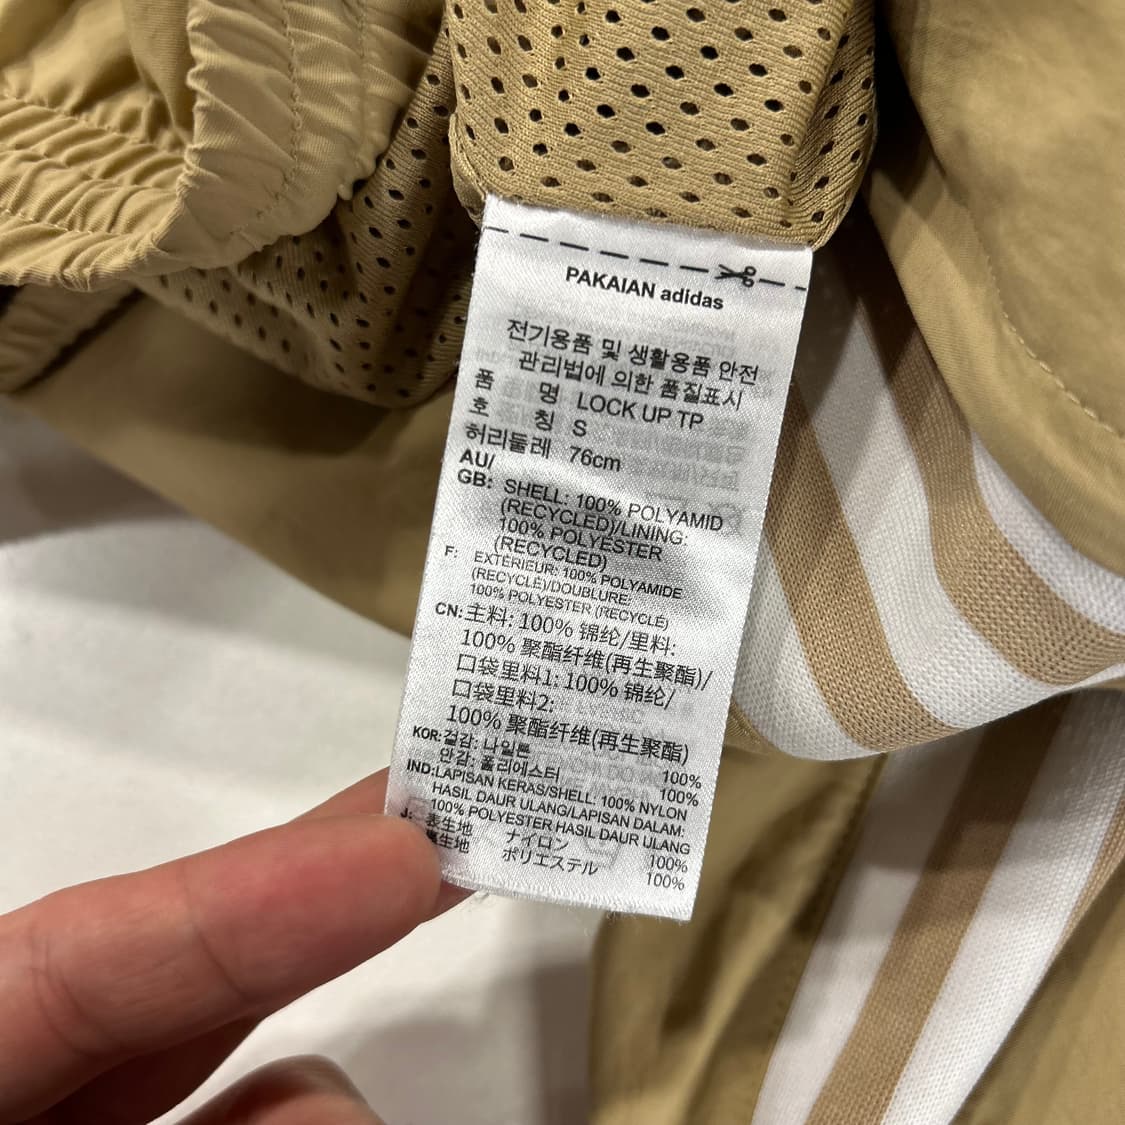 PAKAIAN adidas
전기용품 및 생활용품 안전
관리법에 의한 품질표시
품 명 LOCK UP TP
호 칭 S
허리둘레 76cm
AU/
GB: SHELL: 100% POLYAMID
(RECYCLED)/LINING:
100% POLYESTER
(RECYCLED)
F: EXTÉRIEUR: 100% POLYAMIDE
(RECYCLÉ)/DOUBLURE:
100% POLYESTER (RECYCLÉ)
CN: 主料: 100% 锦纶/里料:
100% 聚酯纤维(再生聚酯)/
口袋里料1: 100% 锦纶/
口袋里料2:
100% 聚酯纤维(再生聚酯)
KOR: 겉감: 나일론 100%
안감: 폴리에스터 100%
IND:LAPISAN KERAS/SHELL: 100% NYLON
HASIL DAUR ULANG/LAPISAN DALAM:
100% POLYESTER HASIL DAUR ULANG
J: 表生地 ナイロン 100%
裏生地 ポリエステル 100%